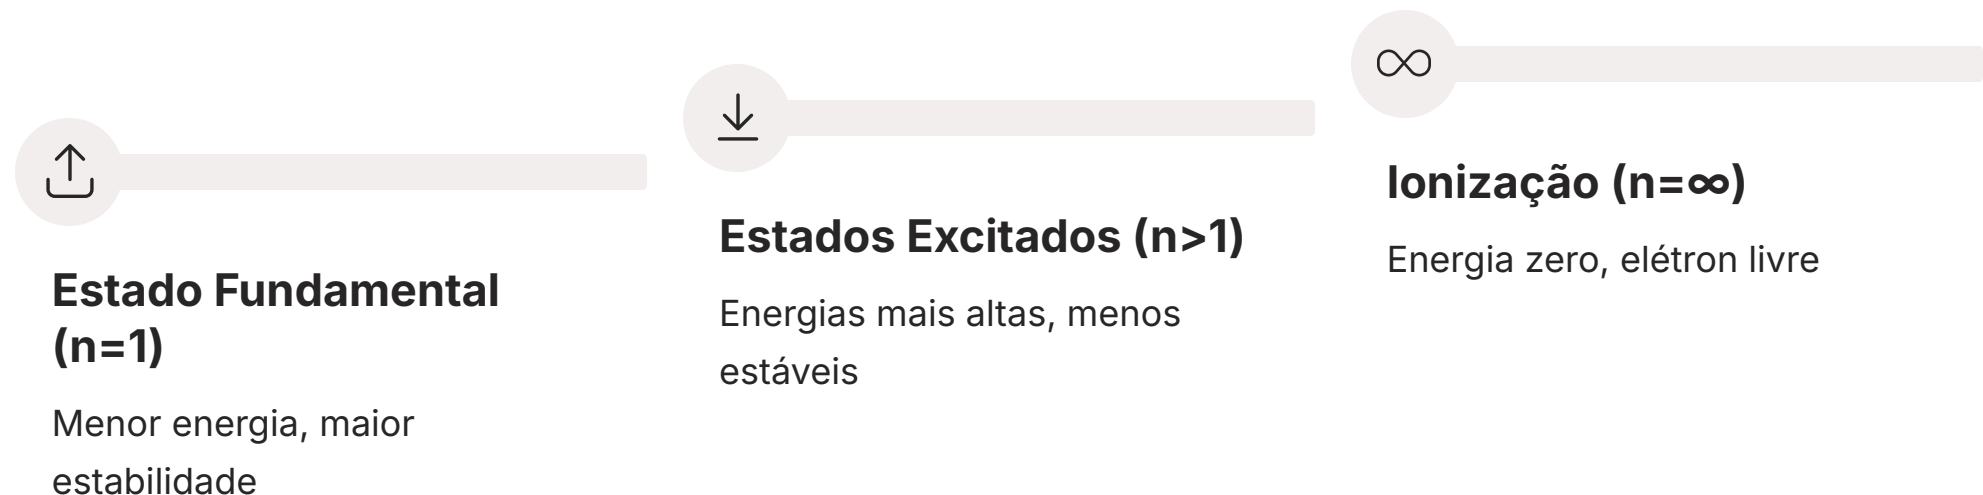 Estado Fundamental
(n=1)
Menor energia, maior
estabilidade
Estados Excitados (n>1)
Energias mais altas, menos
estáveis
Ionização (n=∞)
Energia zero, elétron livre